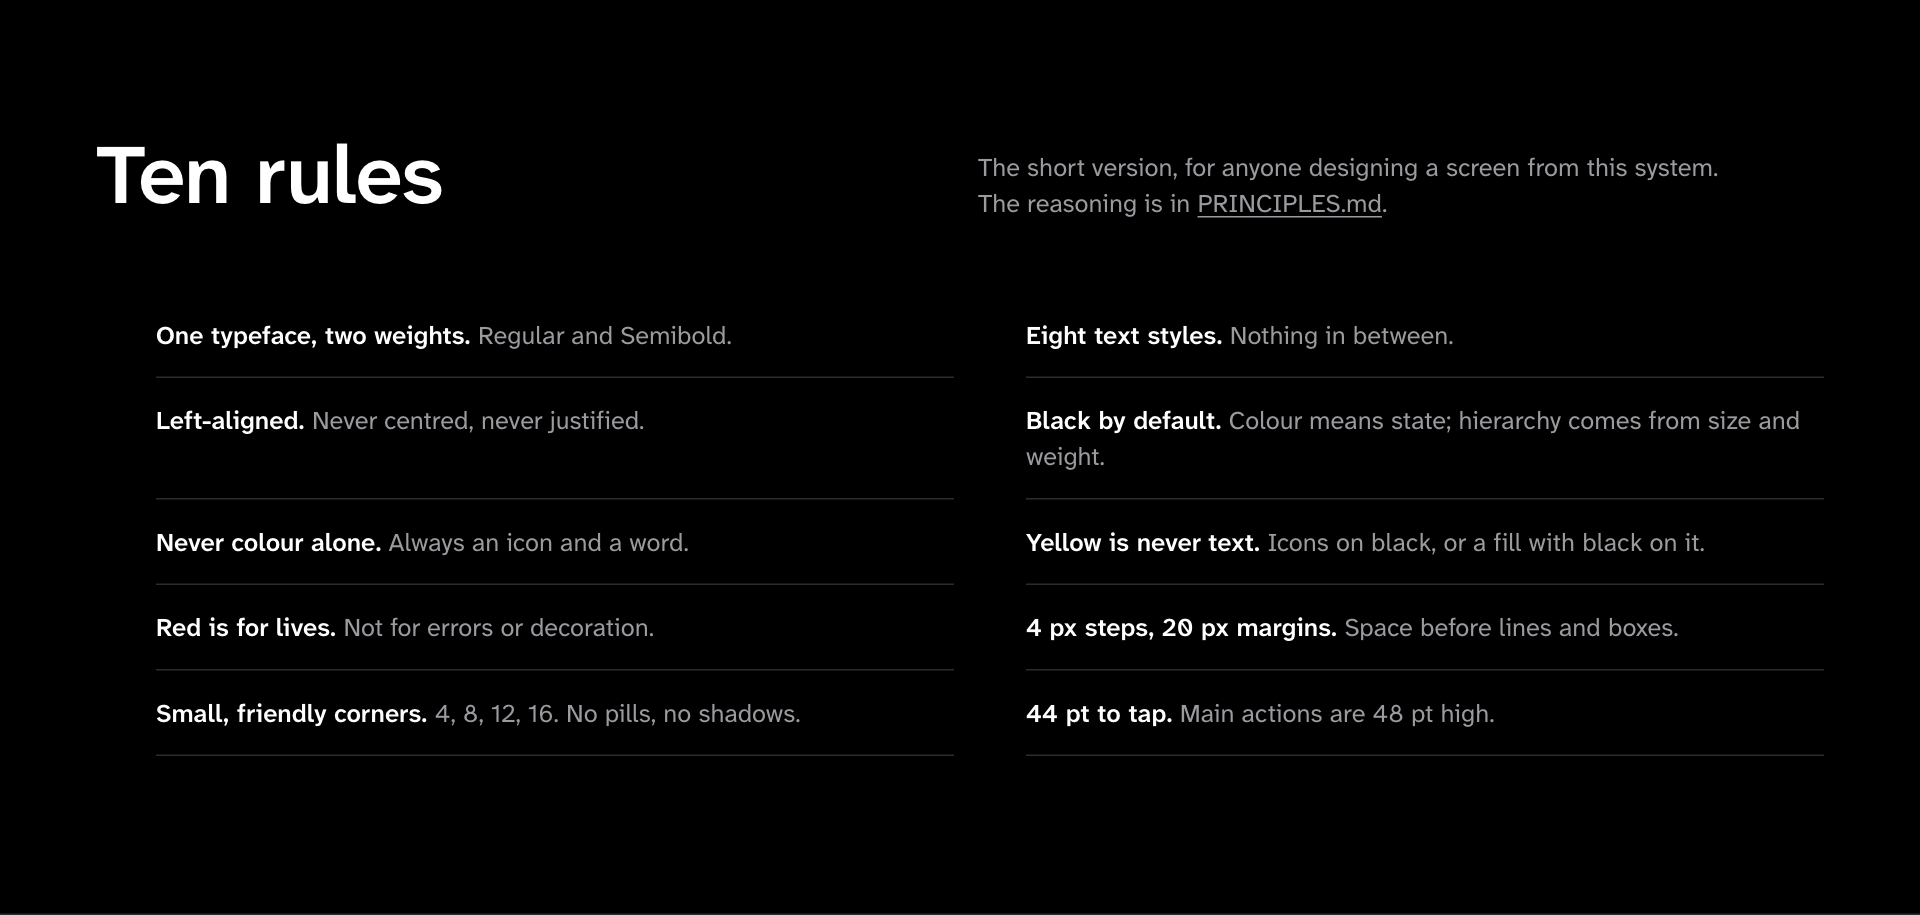 Ten rules
The short version, for anyone designing a screen from this system.
The reasoning is in PRINCIPLES.md.
One typeface, two weights. Regular and Semibold.
Eight text styles. Nothing in between.
Left-aligned. Never centred, never justified.
Black by default. Colour means state; hierarchy comes from size and
weight.
Never colour alone. Always an icon and a word.
Yellow is never text. Icons on black, or a fill with black on it.
Red is for lives. Not for errors or decoration.
4 px steps, 20 px margins. Space before lines and boxes.
Small, friendly corners. 4, 8, 12, 16. No pills, no shadows.
44 pt to tap. Main actions are 48 pt high.